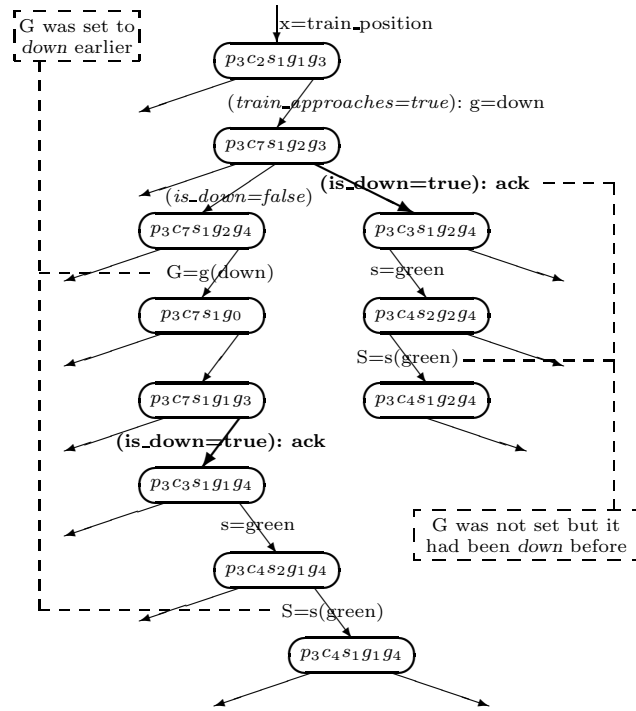 G was set to
down earlier
x=train_position
p3c2s1g1g3
(train_approaches=true): g=down
p3c7s1g2g3
(is_down=true): ack
(is_down=false)
p3c7s1g2g4
p3c3s1g2g4
G=g(down)
s=green
p3c7s1g0
p3c4s2g2g4
S=s(green)
p3c7s1g1g3
p3c4s1g2g4
(is_down=true): ack
p3c3s1g1g4
s=green
G was not set but it
had been down before
p3c4s2g1g4
S=s(green)
p3c4s1g1g4